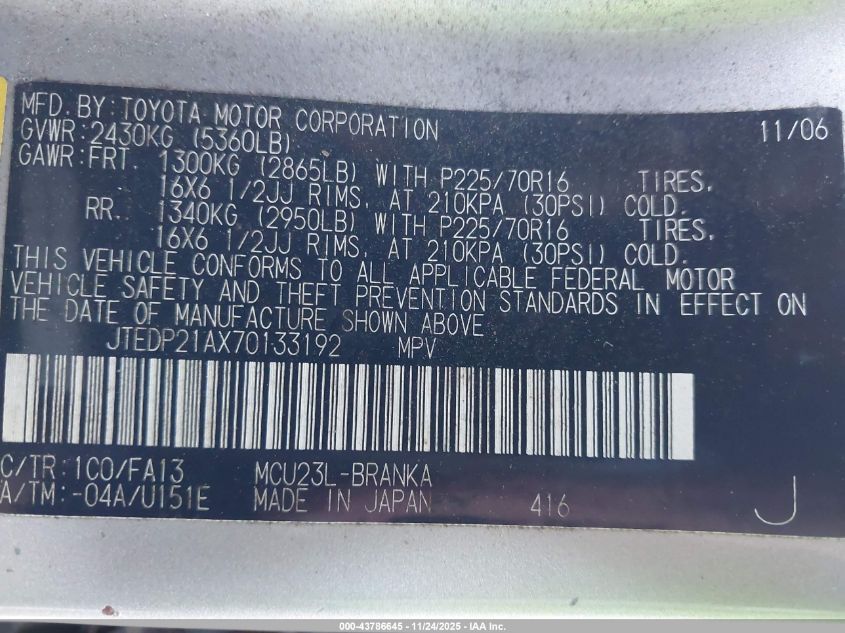 MFD. BY: TOYOTA MOTOR CORPORATION 11/06
GVWR: 2430KG (5360LB)
GAWR: FRT. 1300KG (2865LB) WITH P225/70R16 TIRES,
16X6 1/2JJ RIMS, AT 210KPA (30PSI) COLD.
RR. 1340KG (2950LB) WITH P225/70R16 TIRES,
16X6 1/2JJ RIMS, AT 210KPA (30PSI) COLD.
THIS VEHICLE CONFORMS TO ALL APPLICABLE FEDERAL MOTOR
VEHICLE SAFETY AND THEFT PREVENTION STANDARDS IN EFFECT ON
THE DATE OF MANUFACTURE SHOWN ABOVE
JTEDP21AX70133192 MPV
C/TR: 1C0/FA13 MCU23L-BRANKA
A/TM: -04A/U151E MADE IN JAPAN 416 J
000-43786645 - 11/24/2025 - IAA Inc.